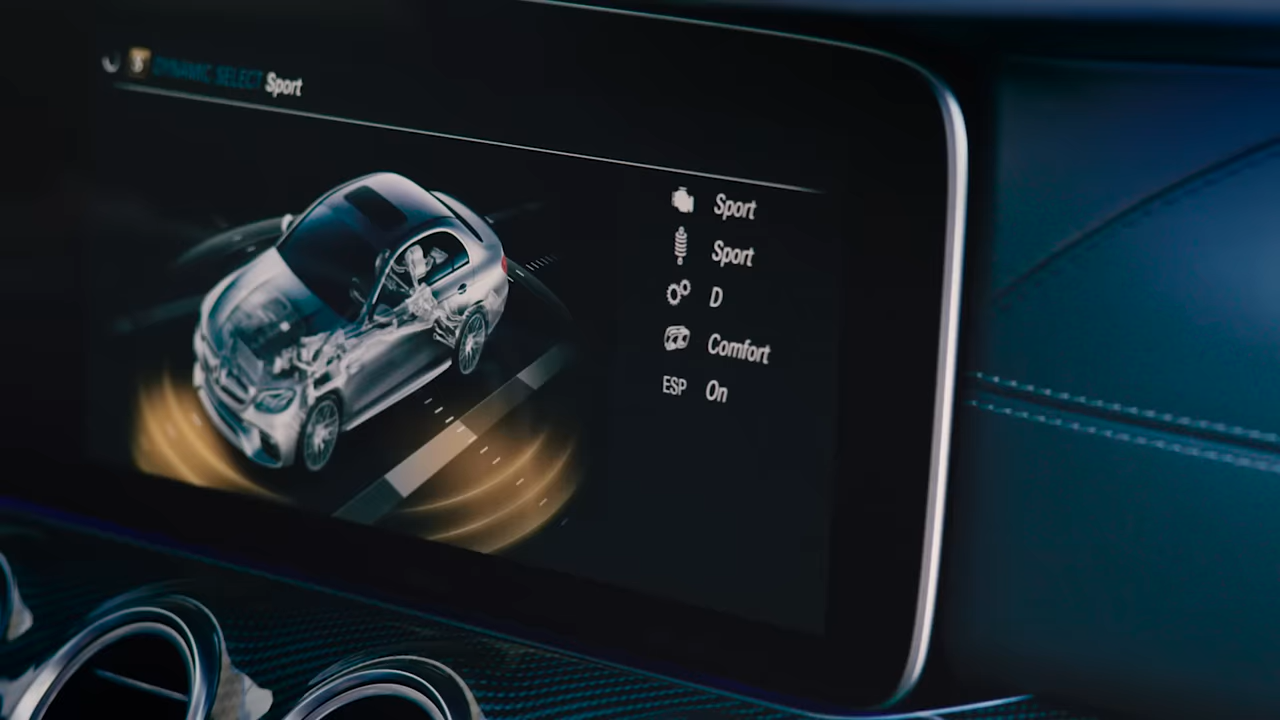 DYNAMIC SELECT Sport
Sport
Sport
D
Comfort
ESP On